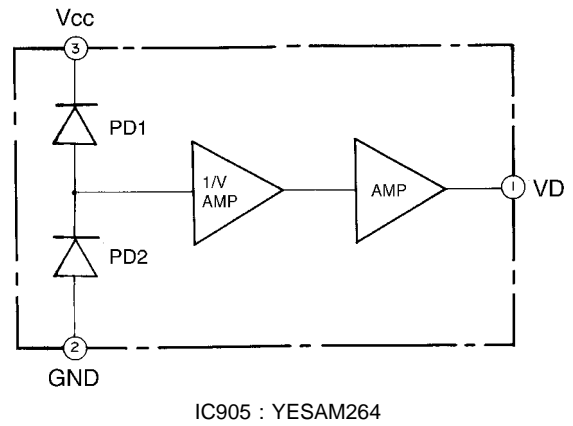 Vcc
3
PD1
1/V
AMP
AMP
1
VD
PD2
2
GND
IC905 : YESAM264